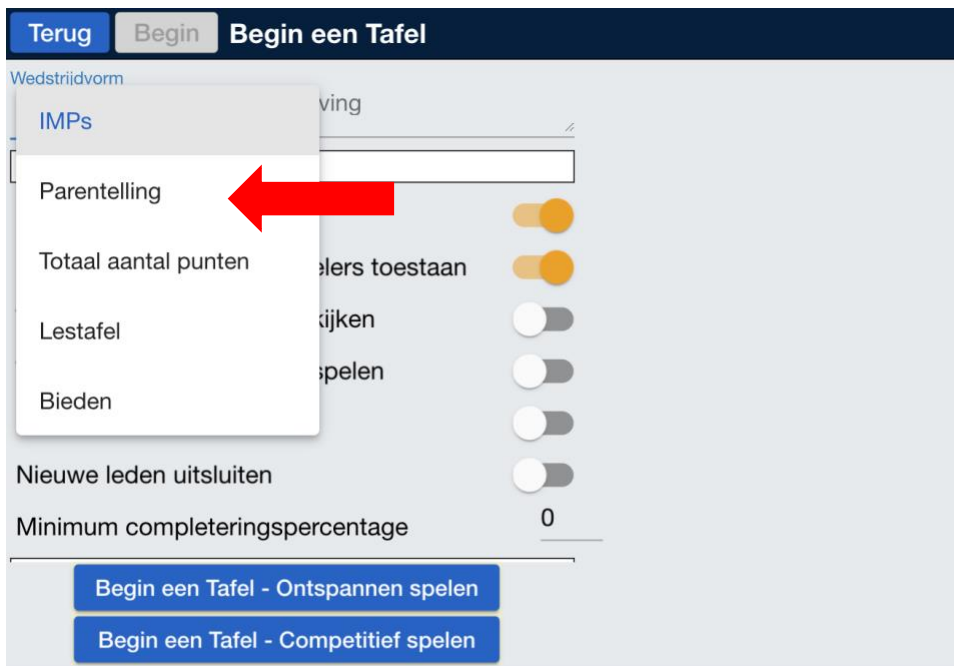 Terug Begin Begin een Tafel
Wedstrijdvorm
ving
IMPs
Parentelling
Totaal aantal punten
elers toestaan
kijken
Lestafel
spelen
Bieden
Nieuwe leden uitsluiten
Minimum completeringspercentage 0
Begin een Tafel - Ontspannen spelen
Begin een Tafel - Competitief spelen